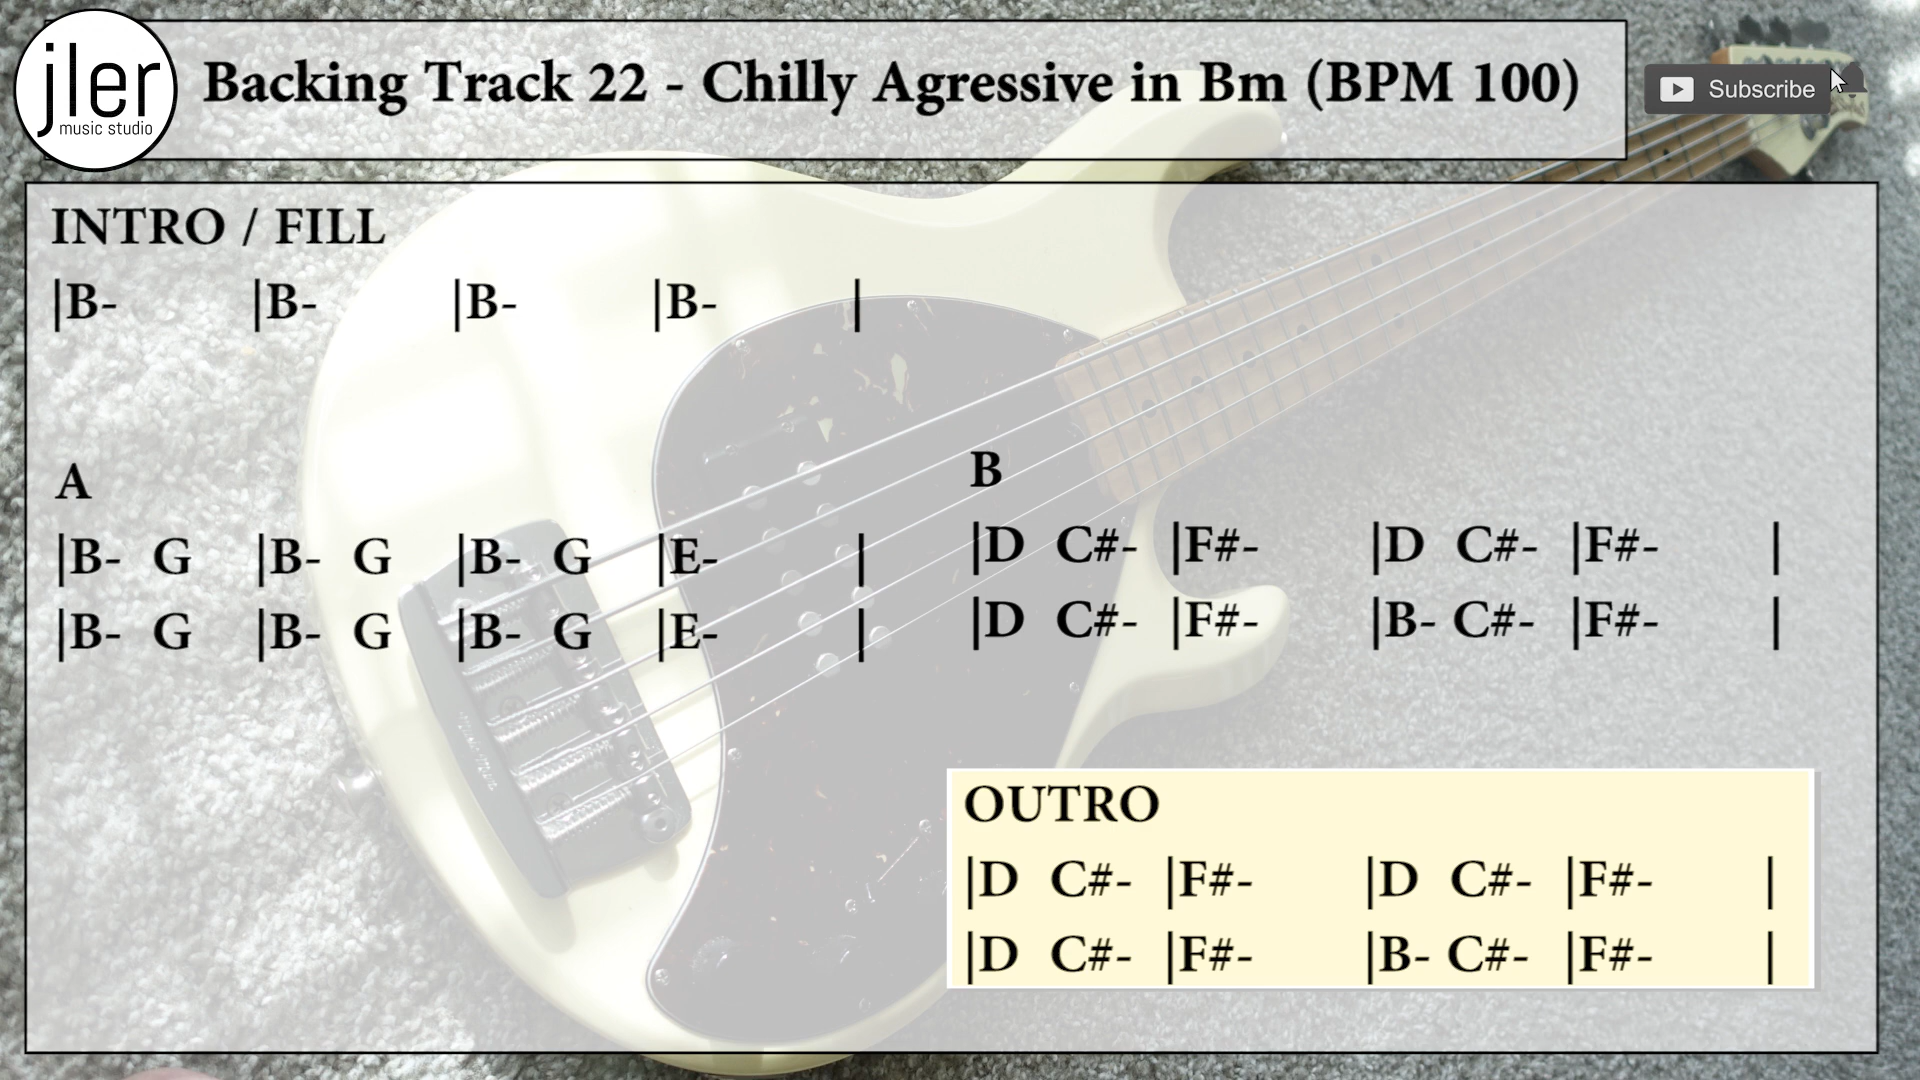 jler
music studio
Backing Track 22 - Chilly Agressive in Bm (BPM 100)
Subscribe
INTRO / FILL
|B- |B- |B- |B- |
A
|B- G |B- G |B- G |E- |
|B- G |B- G |B- G |E- |
B
|D C#- |F#- |D C#- |F#- |
|D C#- |F#- |B- C#- |F#- |
OUTRO
|D C#- |F#- |D C#- |F#- |
|D C#- |F#- |B- C#- |F#- |